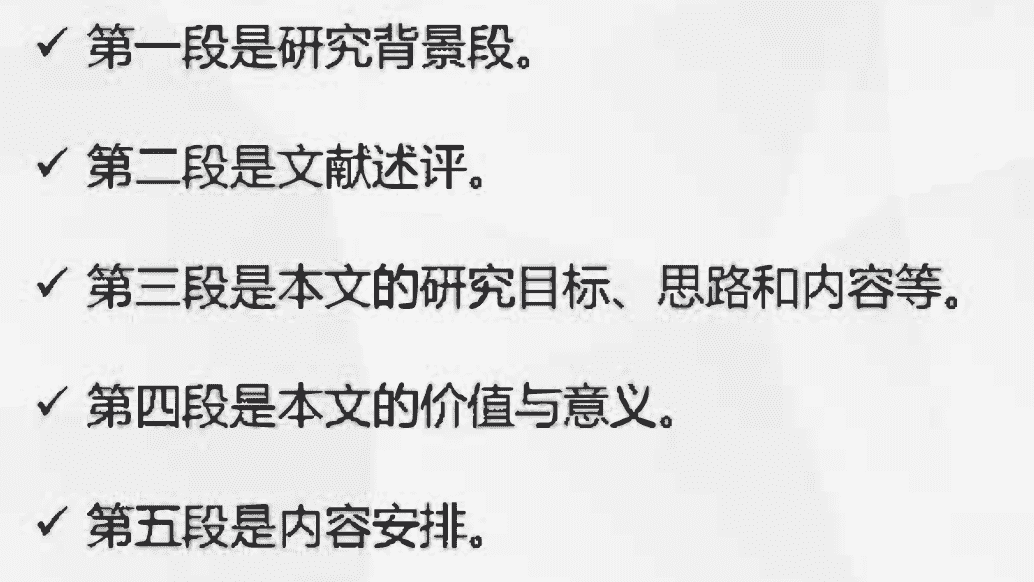 ✓ 第一段是研究背景段。
✓ 第二段是文献述评。
✓ 第三段是本文的研究目标、思路和内容等。
✓ 第四段是本文的价值与意义。
✓ 第五段是内容安排。